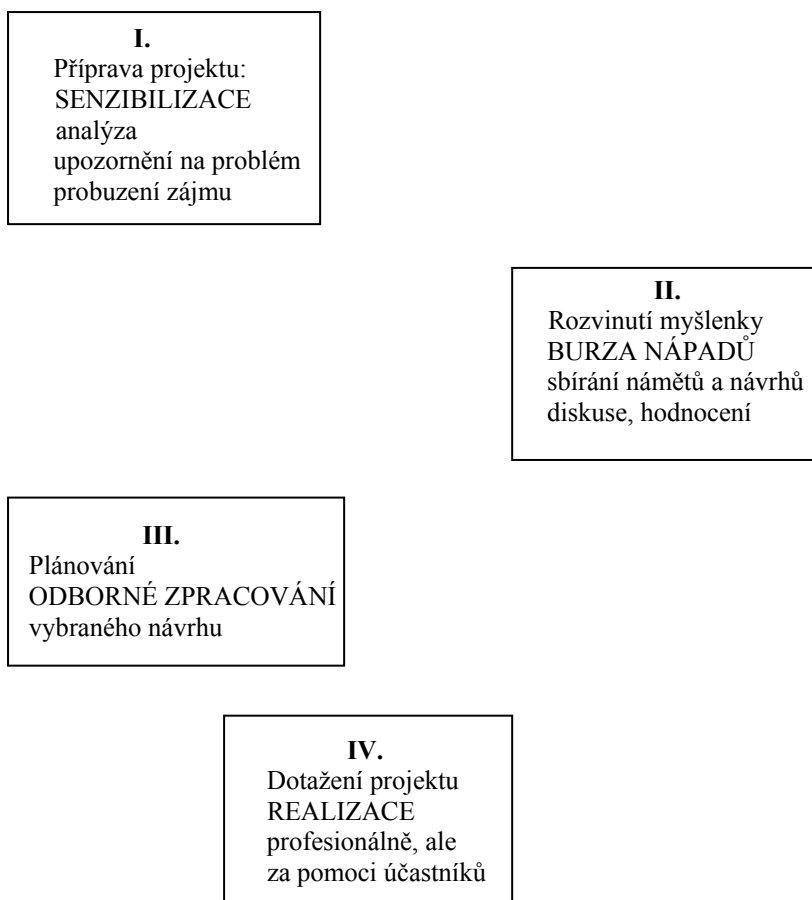 I.
Příprava projektu:
SENZIBILIZACE
analýza
upozornění na problém
probuzení zájmu
II.
Rozvinutí myšlenky
BURZA NÁPADŮ
sbírání námětů a návrhů
diskuse, hodnocení
III.
Plánování
ODBORNÉ ZPRACOVÁNÍ
vybraného návrhu
IV.
Dotažení projektu
REALIZACE
profesionálně, ale
za pomoci účastníků